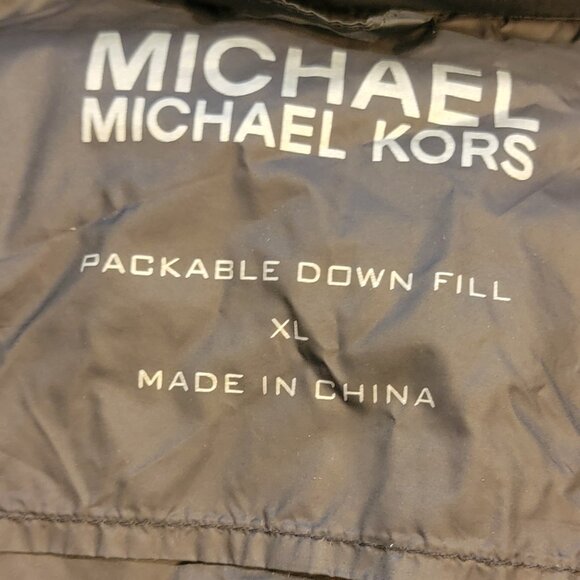 MICHAEL
MICHAEL KORS
PACKABLE DOWN FILL
XL
MADE IN CHINA